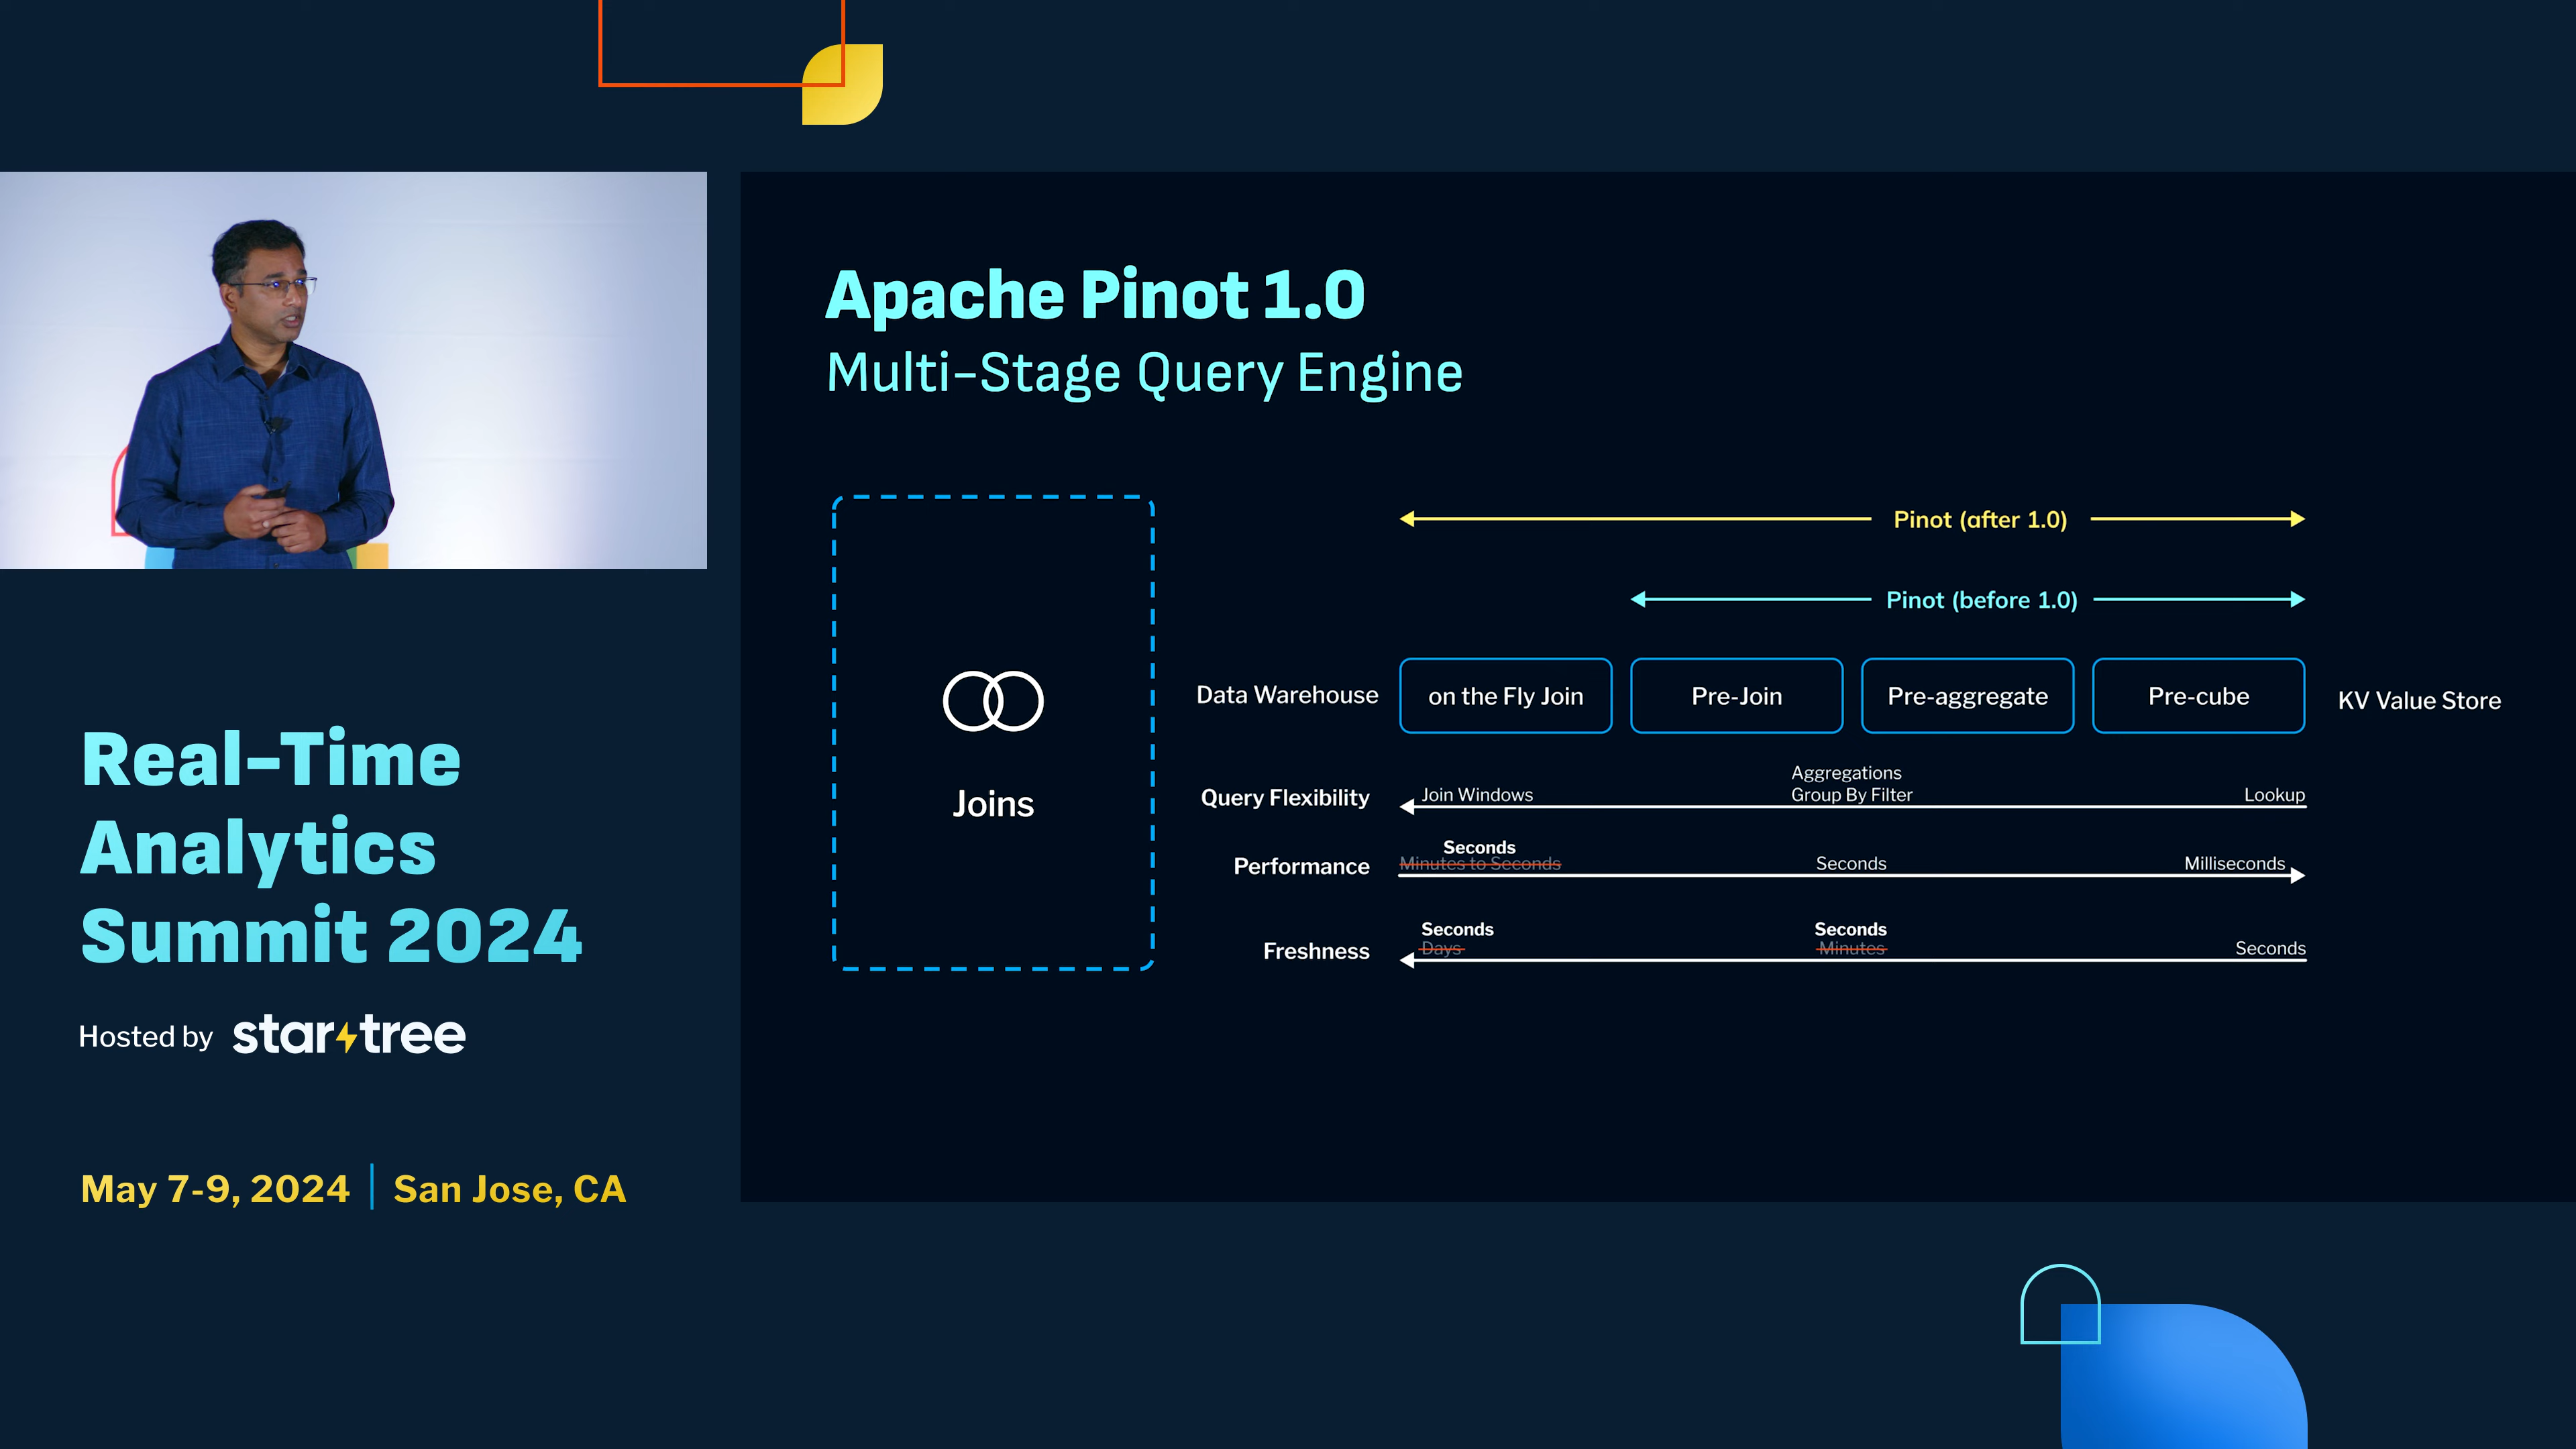 Real-Time
Analytics
Summit 2024
Hosted by startree
May 7-9, 2024 San Jose, CA
Apache Pinot 1.0
Multi-Stage Query Engine
Joins
Pinot (after 1.0)
Pinot (before 1.0)
Data Warehouse on the Fly Join Pre-Join Pre-aggregate Pre-cube KV Value Store
Aggregations
Query Flexibility Join Windows Group By Filter Lookup
Seconds
Performance Minutes to Seconds Seconds Milliseconds
Seconds Seconds
Freshness Days Minutes Seconds